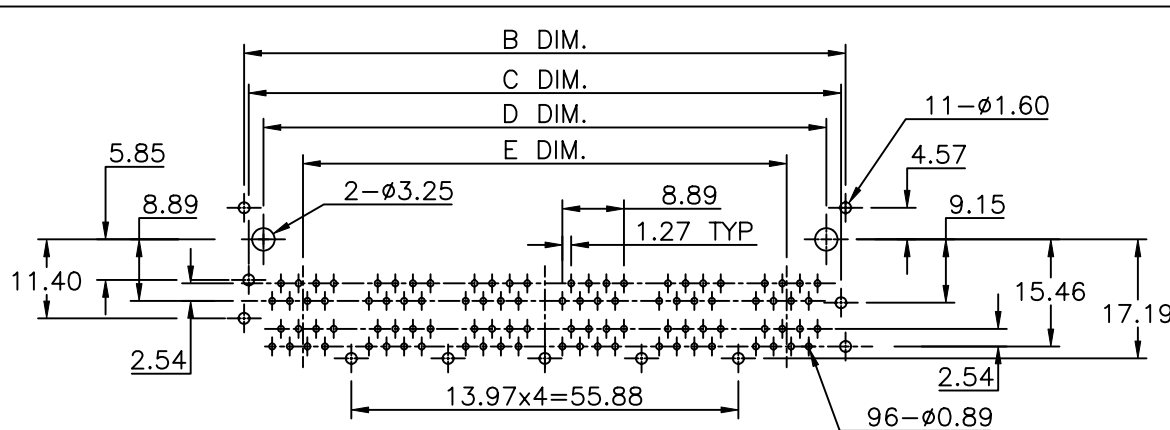 B DIM.
C DIM.
11-ø1.60
D DIM.
5.85
E DIM.
4.57
2-ø3.25
8.89
8.89
9.15
1.27 TYP
11.40
15.46
17.19
2.54
2.54
13.97x4=55.88
96-ø0.89